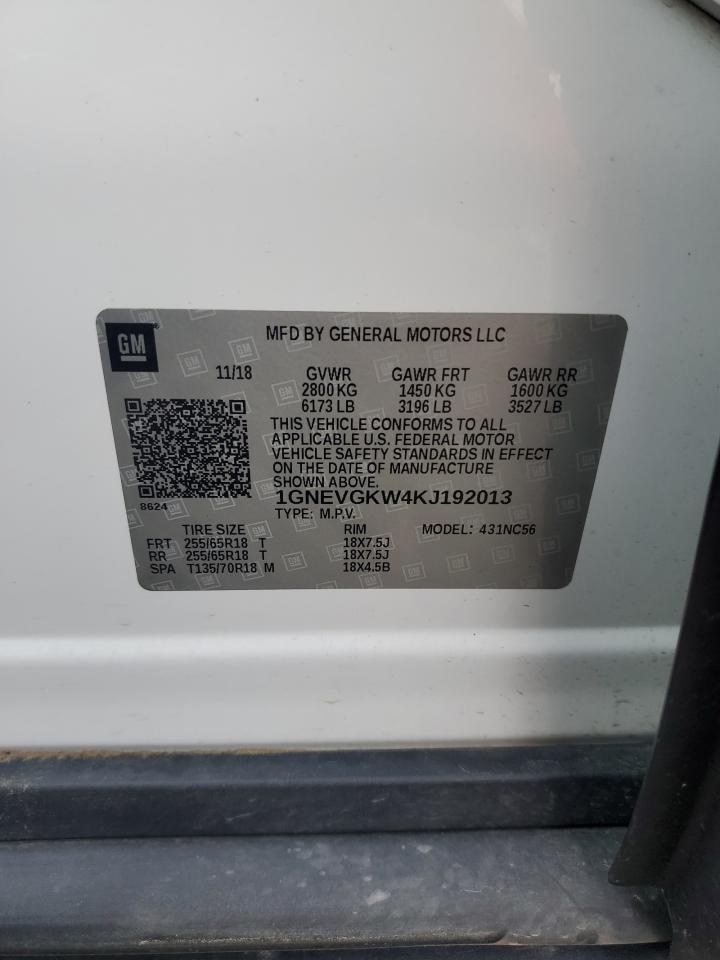 GM
MFD BY GENERAL MOTORS LLC
11/18 GVWR GAWR FRT GAWR RR
2800 KG 1450 KG 1600 KG
6173 LB 3196 LB 3527 LB
THIS VEHICLE CONFORMS TO ALL
APPLICABLE U.S. FEDERAL MOTOR
VEHICLE SAFETY STANDARDS IN EFFECT
ON THE DATE OF MANUFACTURE
SHOWN ABOVE.
1GNEVGKW4KJ192013
8624 TYPE: M.P.V.
TIRE SIZE RIM MODEL: 431NC56
FRT 255/65R18 T 18X7.5J
RR 255/65R18 T 18X7.5J
SPA T135/70R18 M 18X4.5B